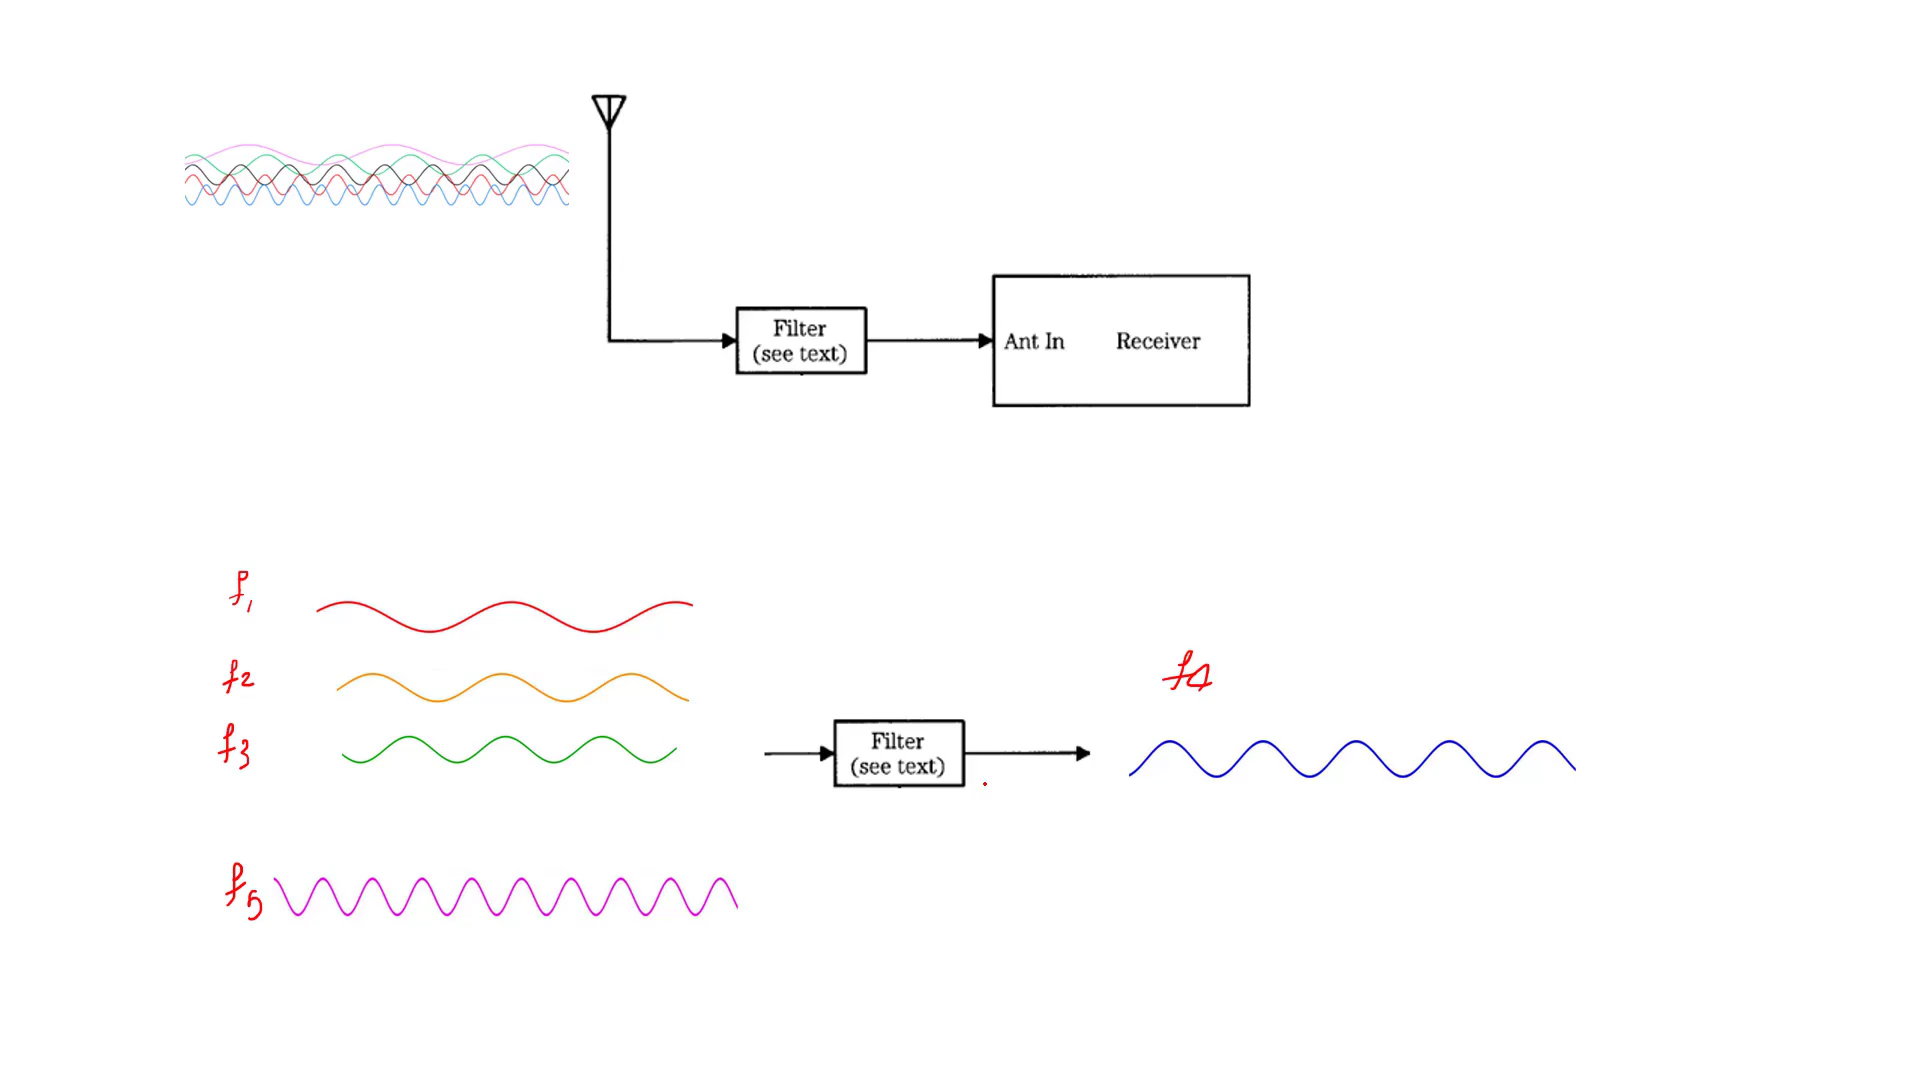 Filter
(see text)
Ant In Receiver
f1
f2
f3
f4
Filter
(see text)
f5